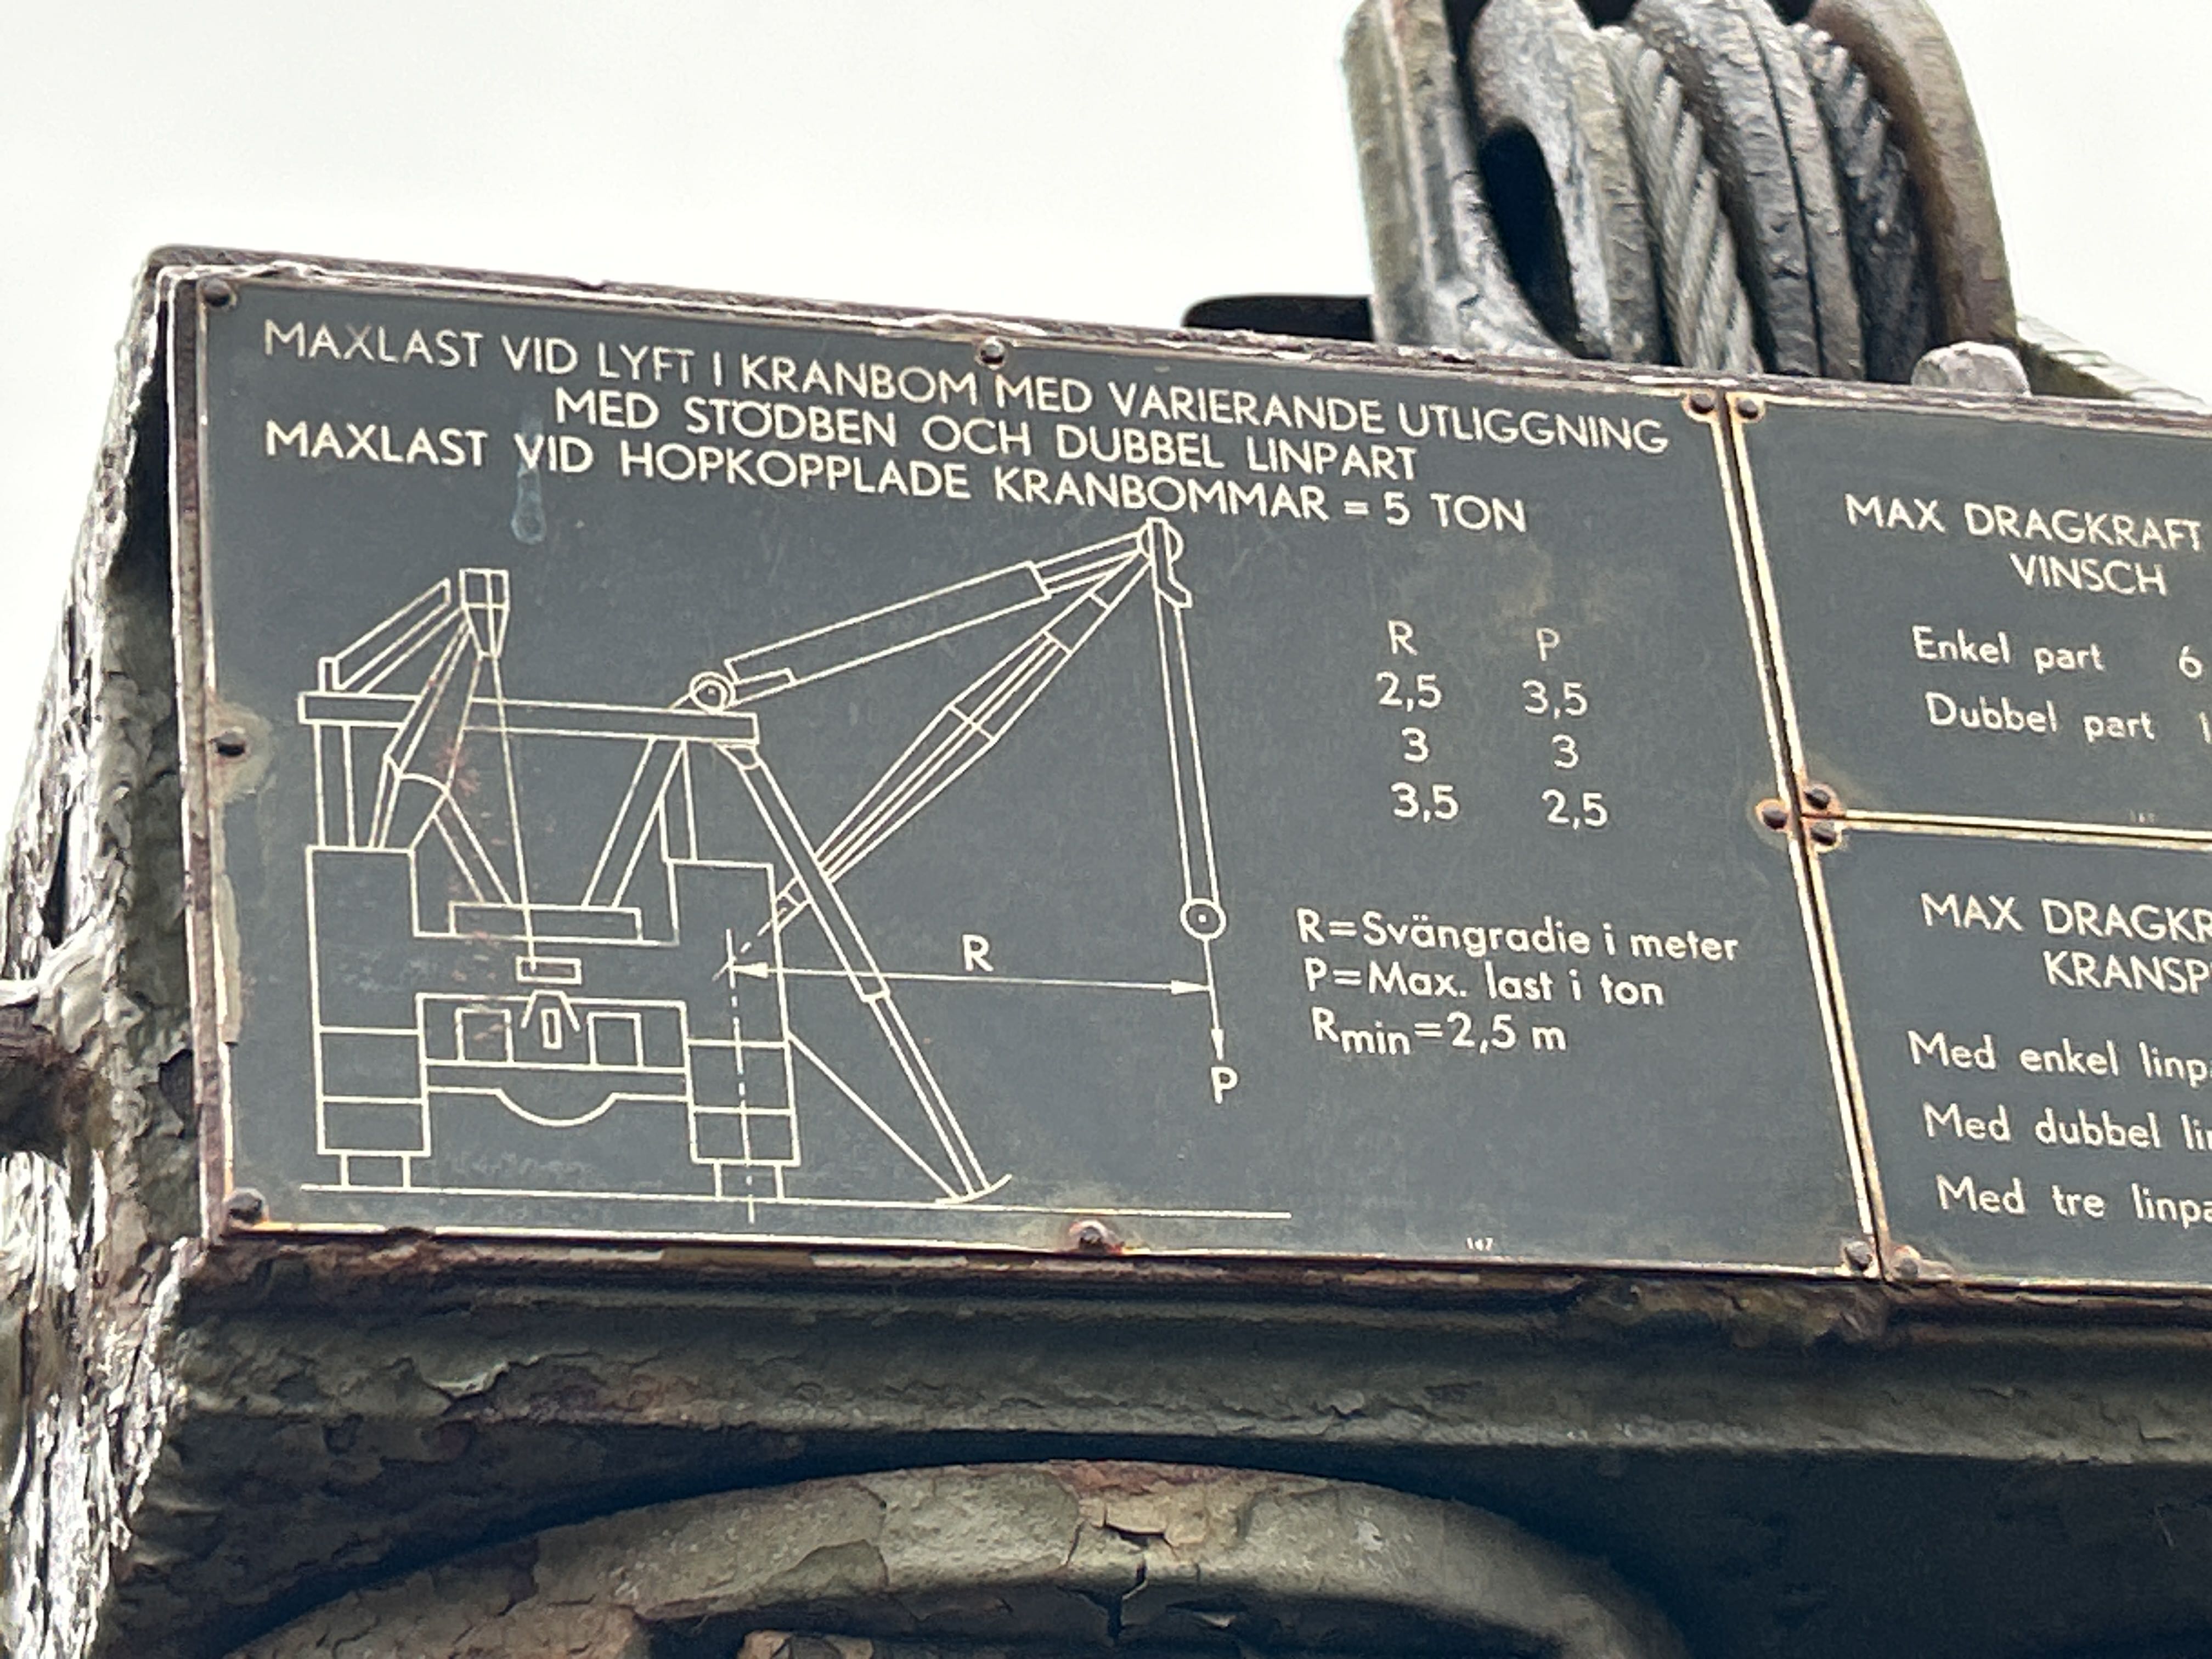 MAXLAST VID LYFT I KRANBOM MED VARIERANDE UTLIGGNING
MED STÖDBEN OCH DUBBEL LINPART
MAXLAST VID HOPKOPPLADE KRANBOMMAR = 5 TON
R P
2,5 3,5
3 3
3,5 2,5
R
P
R=Svängradie i meter
P=Max. last i ton
Rmin=2,5 m
167
MAX DRAGKRAFT
VINSCH
Enkel part 6
Dubbel part
MAX
Med enkel
Med dubbel
Med tre